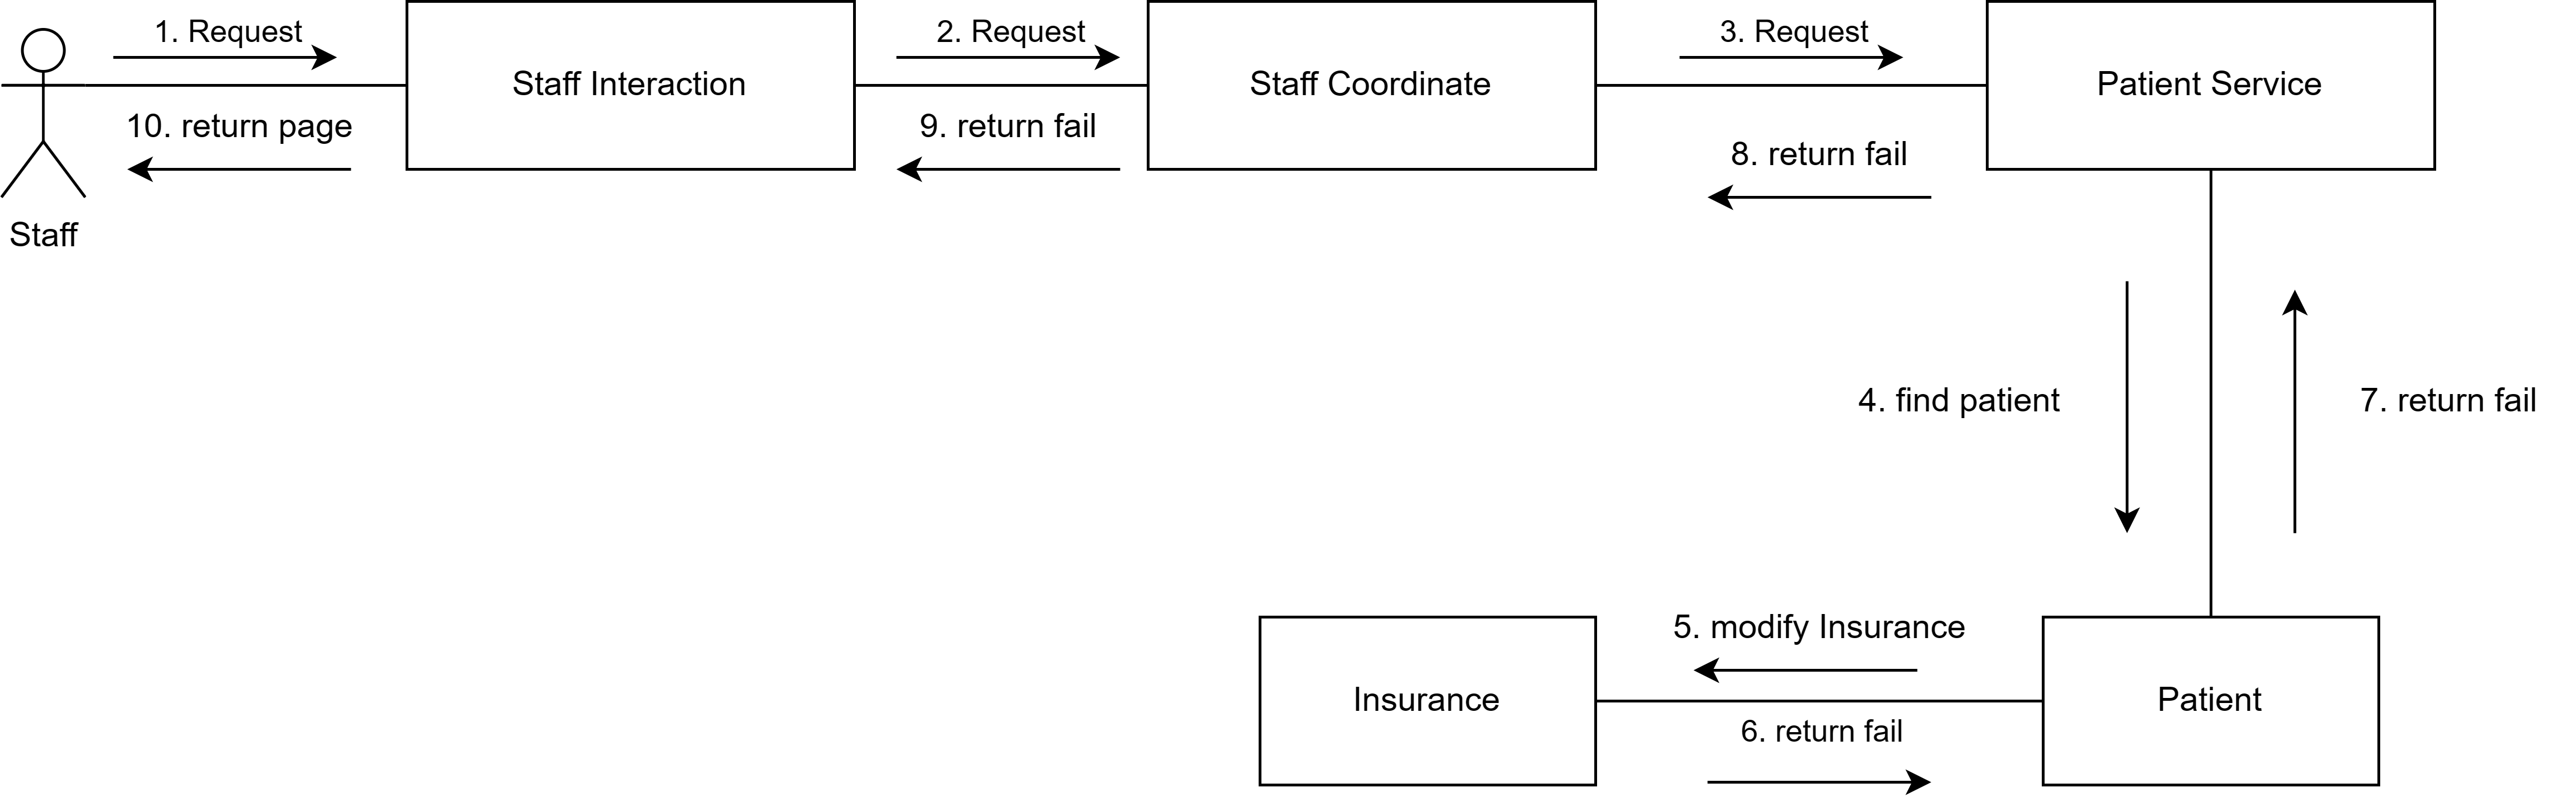 1. Request
2. Request
3. Request
Staff Interaction
Staff Coordinate
Patient Service
10. return page
9. return fail
8. return fail
Staff
4. find patient
7. return fail
5. modify Insurance
Insurance
Patient
6. return fail